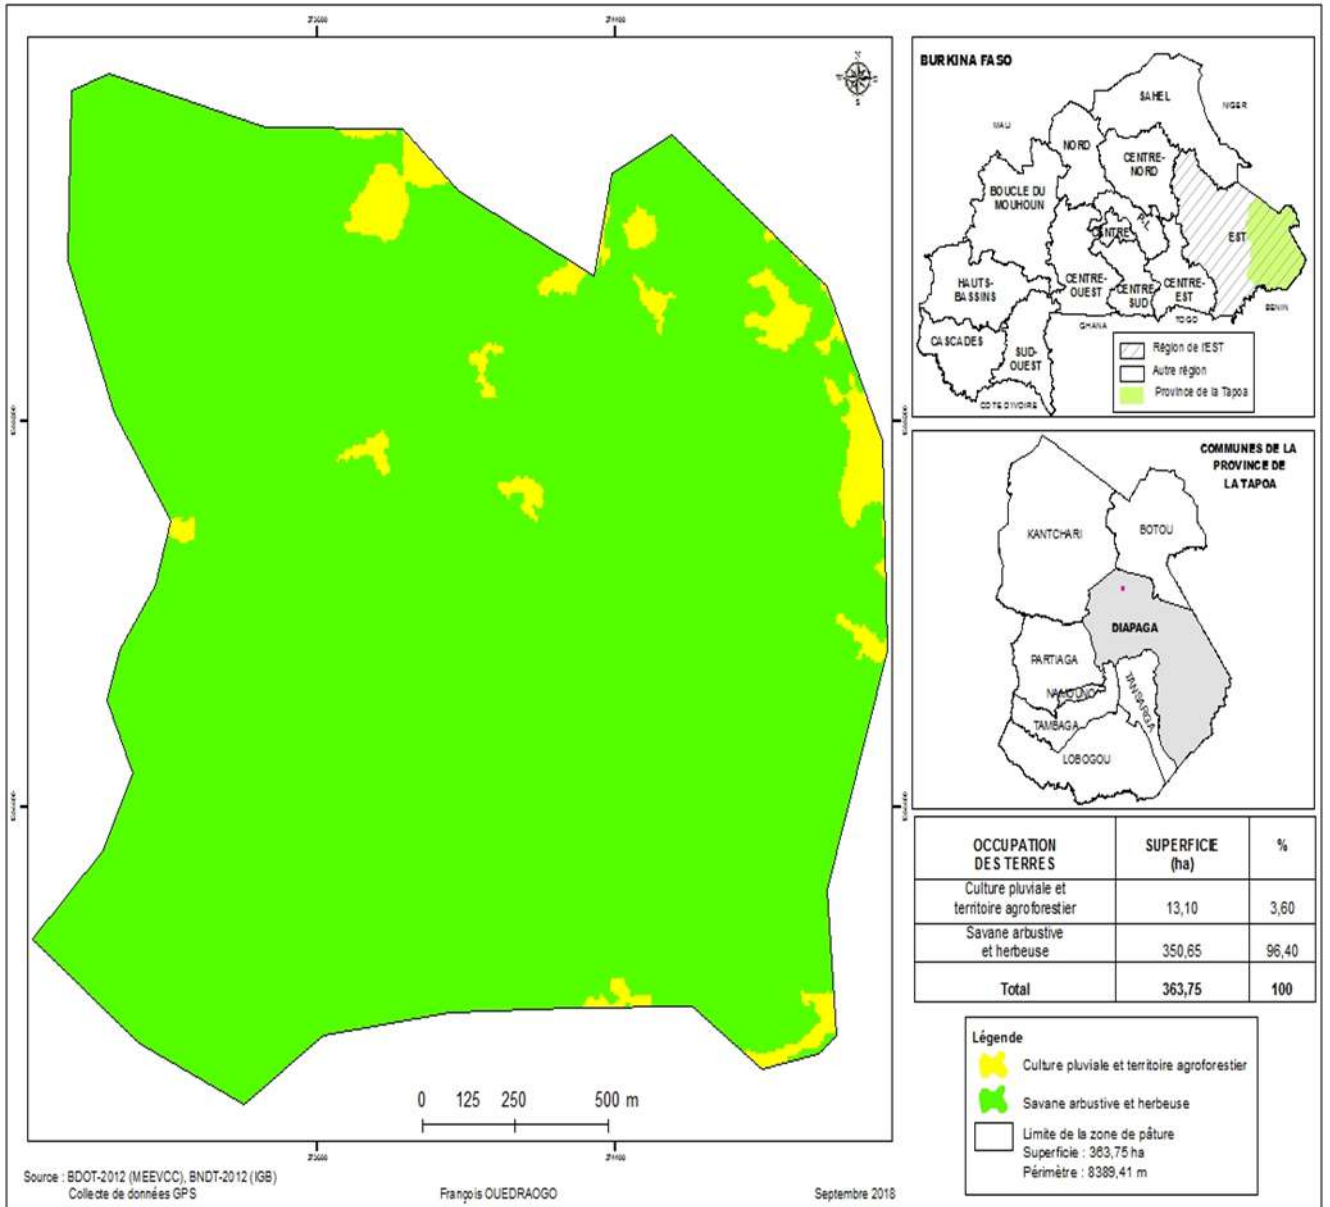 BURKINA FASO
SAHEL
NIGER
MALI
NORD
CENTRE-
NORD
BOUCLE DU
MOUHOUN
P-C
CENTRE
EST
HAUTS-
BASSINS
CENTRE-
OUEST
CENTRE
SUD
CENTRE-
EST
BENIN
TOGO
GHANA
CASCADES
SUD-
OUEST
COTE D'IVOIRE
Région de l'EST
Autre région
Province de la Tapoa
COMMUNES DE LA
PROVINCE DE
LA TAPOA
KANTCHARI
BOTOU
DIAPAGA
PARTIAGA
NAMOUNO
TANSARGA
TAMBAGA
LOBOGOU
OCCUPATION DES TERRES SUPERFICIE (ha) %
Culture pluviale et
territoire agroforestier 13,10 3,60
Savane arbustive
et herbeuse 350,65 96,40
Total 363,75 100
Légende
Culture pluviale et territoire agroforestier
Savane arbustive et herbeuse
Limite de la zone de pâture
Superficie : 363,75 ha
Périmètre : 8389,41 m
0 125 250 500 m
Source : BDOT-2012 (MEEVCC), BNDT-2012 (IGB)
Collecte de données GPS
François OUEDRAOGO
Septembre 2018